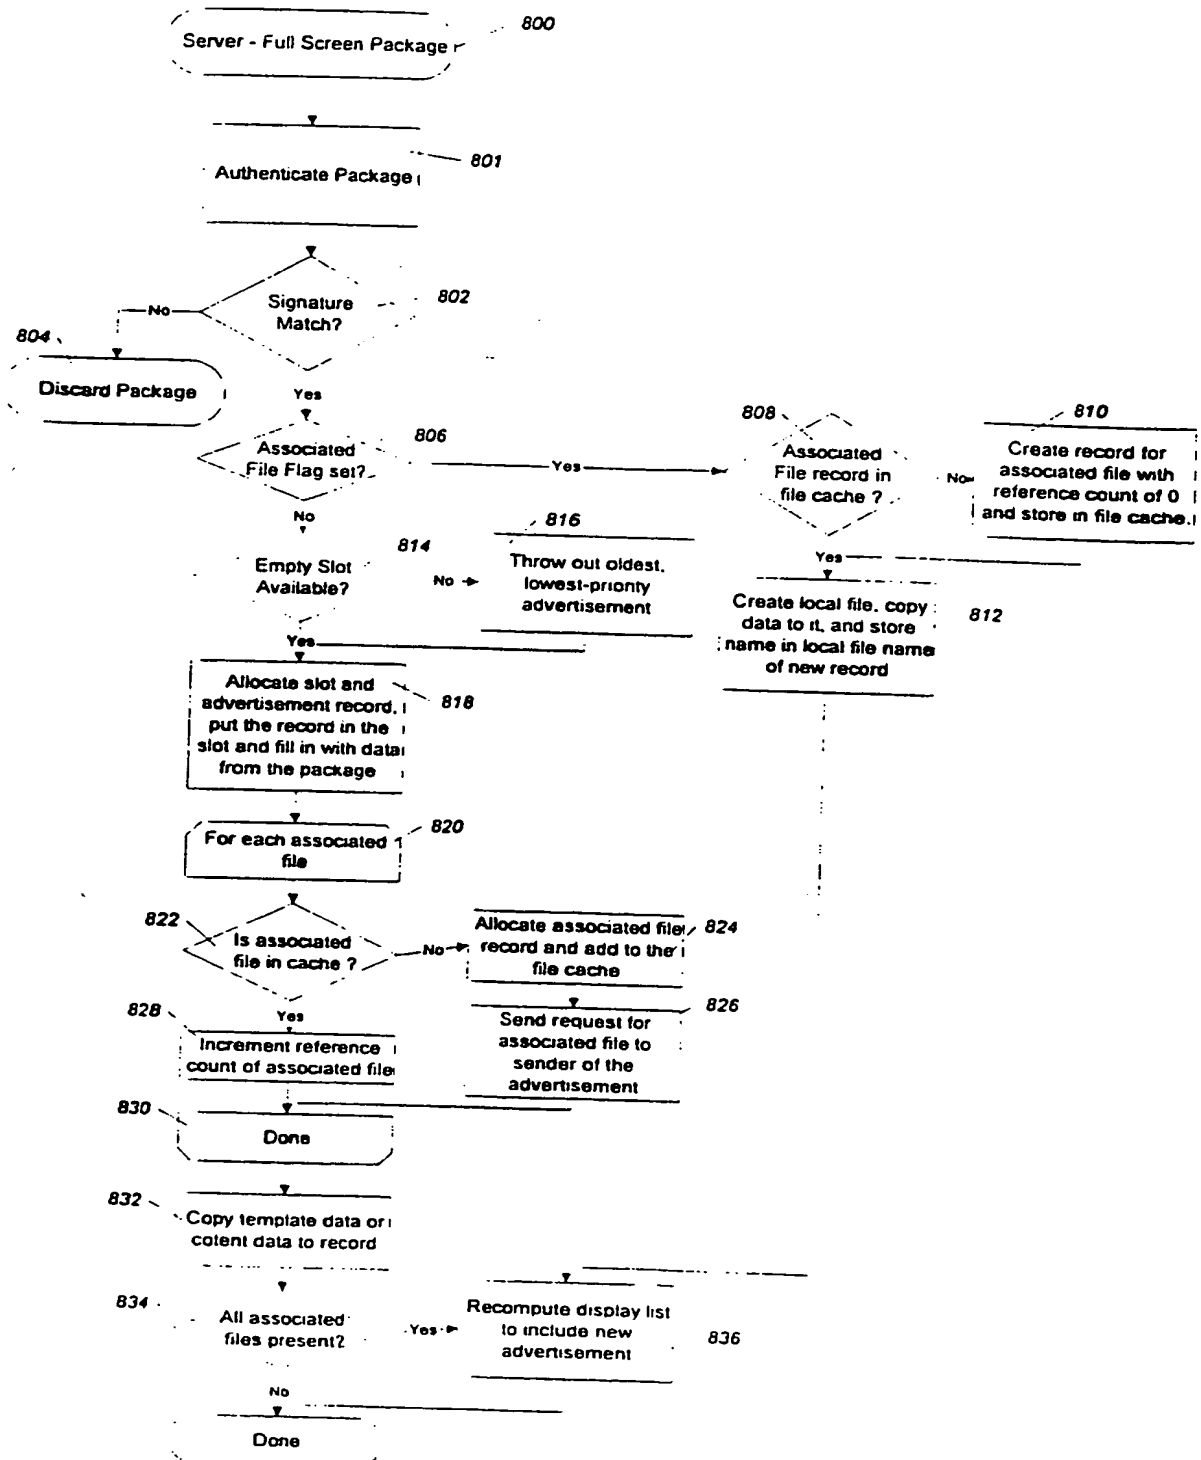 800
Server - Full Screen Package
801
Authenticate Package
802
Signature
Match?
No
804
Discard Package
Yes
806
Associated
File Flag set?
Yes
808
Associated
File record in
file cache ?
No
810
Create record for
associated file with
reference count of 0
and store in file cache.
No
814
Empty Slot
Available?
No
816
Throw out oldest,
lowest-priority
advertisement
Yes
812
Create local file, copy
data to it, and store
name in local file name
of new record
Yes
818
Allocate slot and
advertisement record,
put the record in the
slot and fill in with data
from the package
820
For each associated
file
822
Is associated
file in cache ?
No
824
Allocate associated file
record and add to the
file cache
826
Send request for
associated file to
sender of the
advertisement
Yes
828
Increment reference
count of associated file
830
Done
832
Copy template data or
cotent data to record
834
All associated
files present?
Yes
836
Recompute display list
to include new
advertisement
No
Done